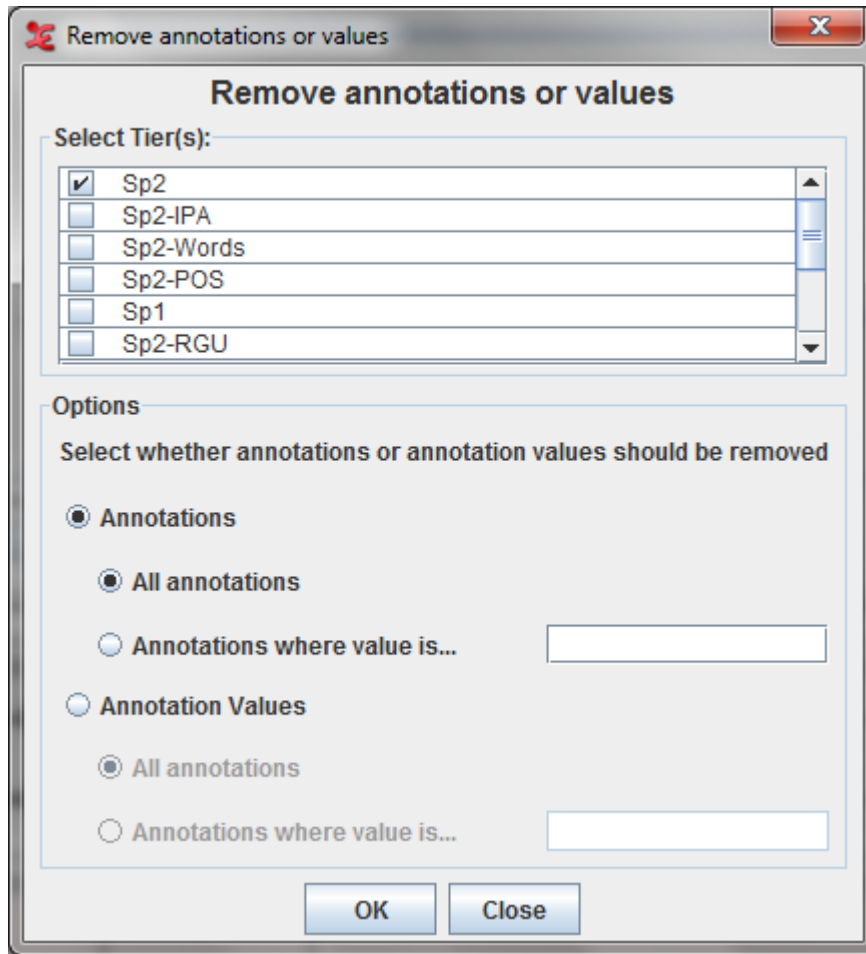 Remove annotations or values
Remove annotations or values
Select Tier(s):
Sp2
Sp2-IPA
Sp2-Words
Sp2-POS
Sp1
Sp2-RGU
Options
Select whether annotations or annotation values should be removed
Annotations
All annotations
Annotations where value is...
Annotation Values
All annotations
Annotations where value is...
OK Close